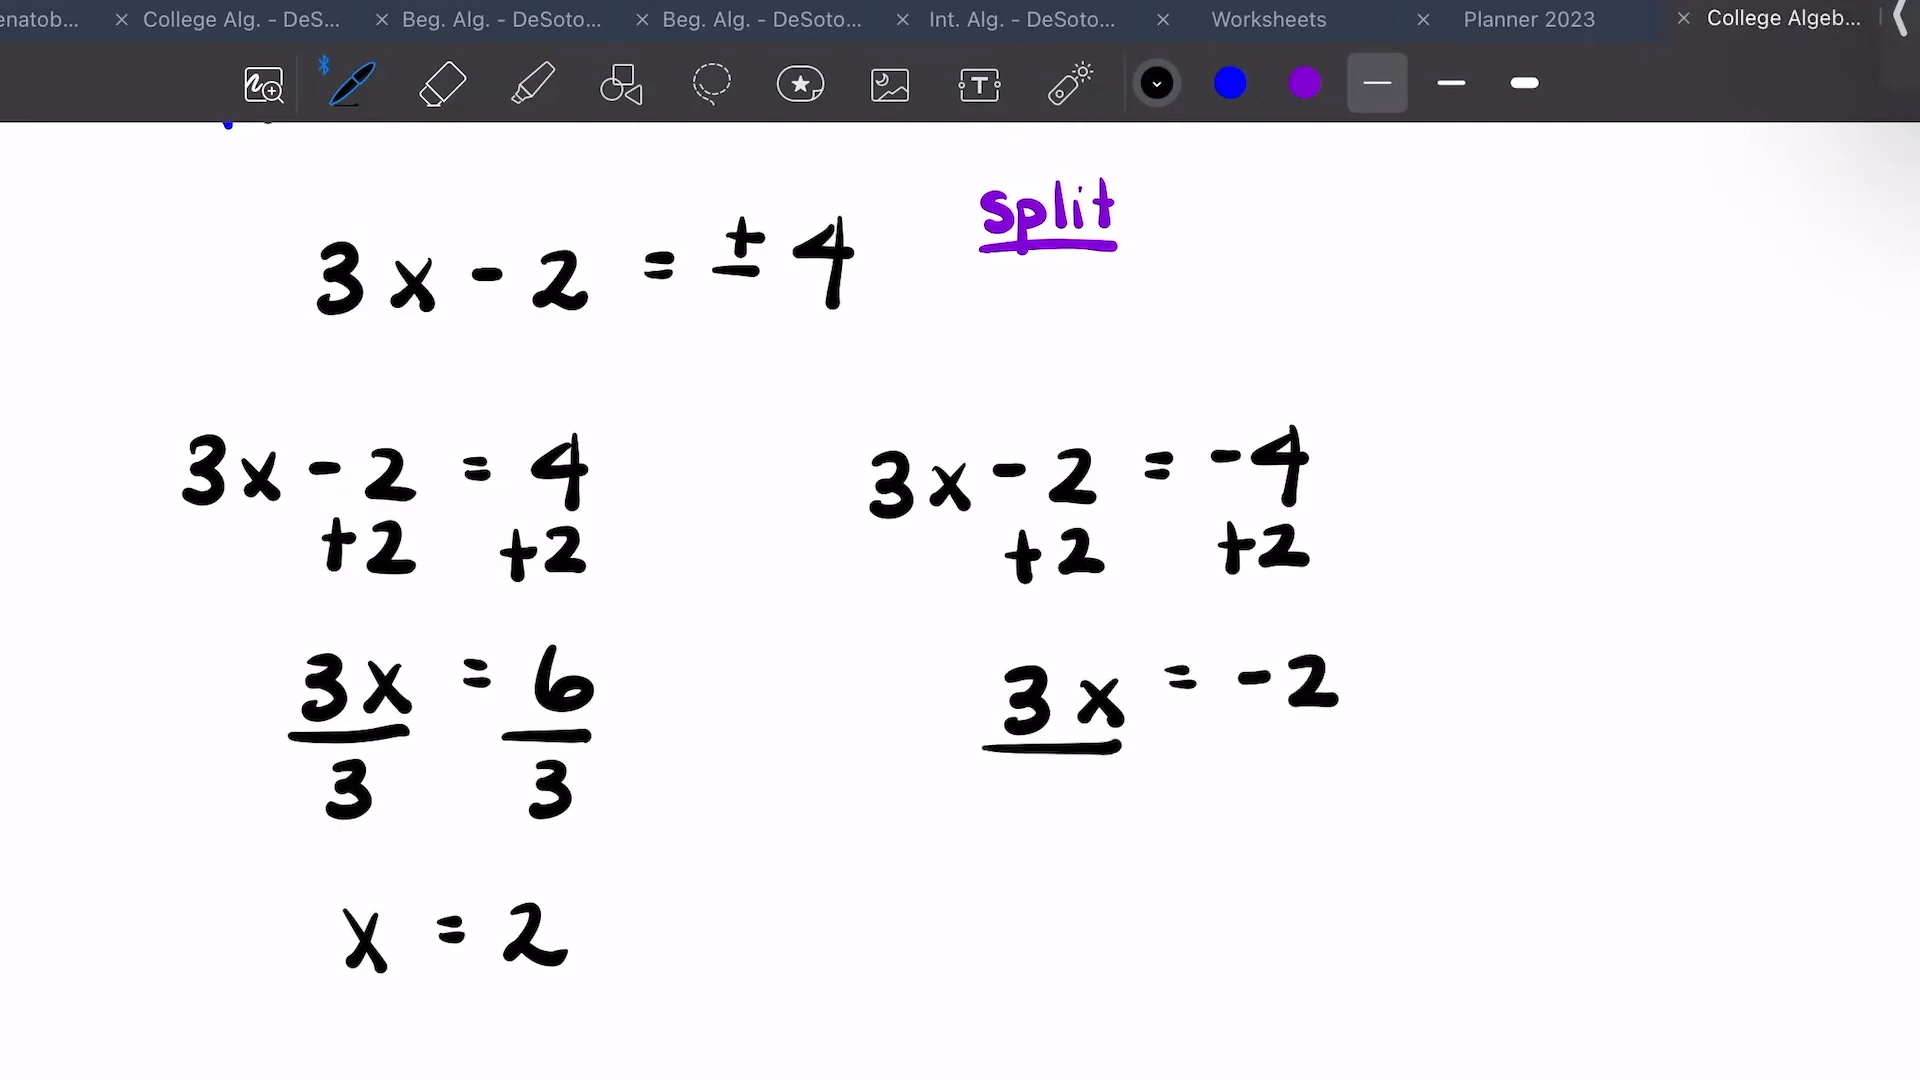 enatob... × College Alg. - DeS... × Beg. Alg. - DeSoto... × Beg. Alg. - DeSoto... × Int. Alg. - DeSoto... × Worksheets × Planner 2023 × College Algeb...
T
split
3x - 2 = ± 4
3x - 2 = 4
+2 +2
3x = 6
3 3
x = 2
3x - 2 = -4
+2 +2
3x = -2